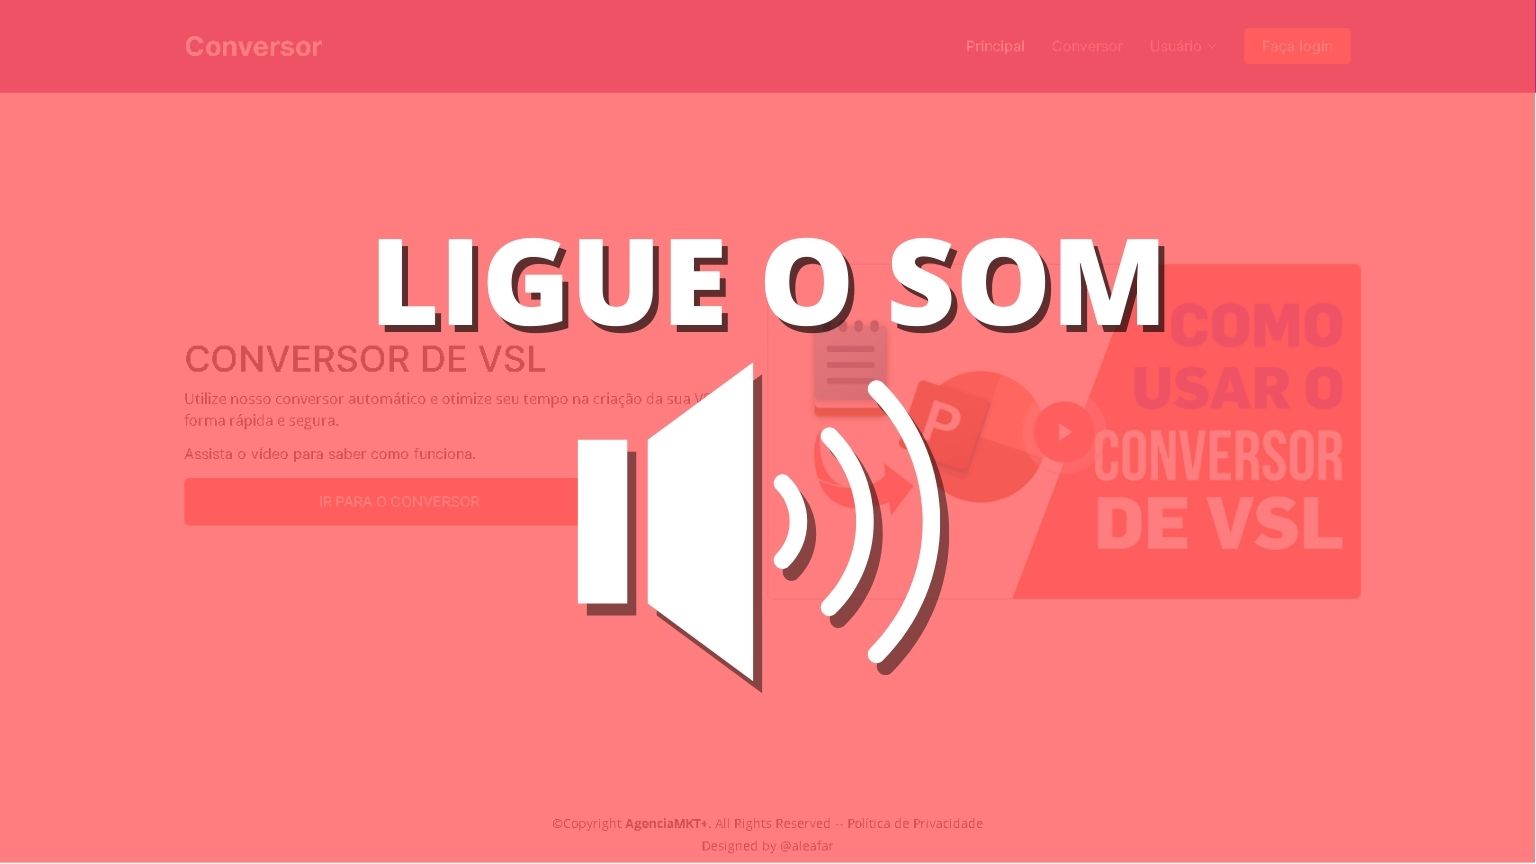 Conversor
Principal Conversor Usuário Faça login
LIGUE O SOM
CONVERSOR DE VSL
Utilize nosso conversor automático e otimize seu tempo na criação da sua
forma rápida e segura.
Assista o vídeo para saber como funciona.
IR PARA O CONVERSOR
P
COMO
USAR O
CONVERSOR
DE VSL
©Copyright AgenciaMKT+. All Rights Reserved -- Política de Privacidade
Designed by @aleafar